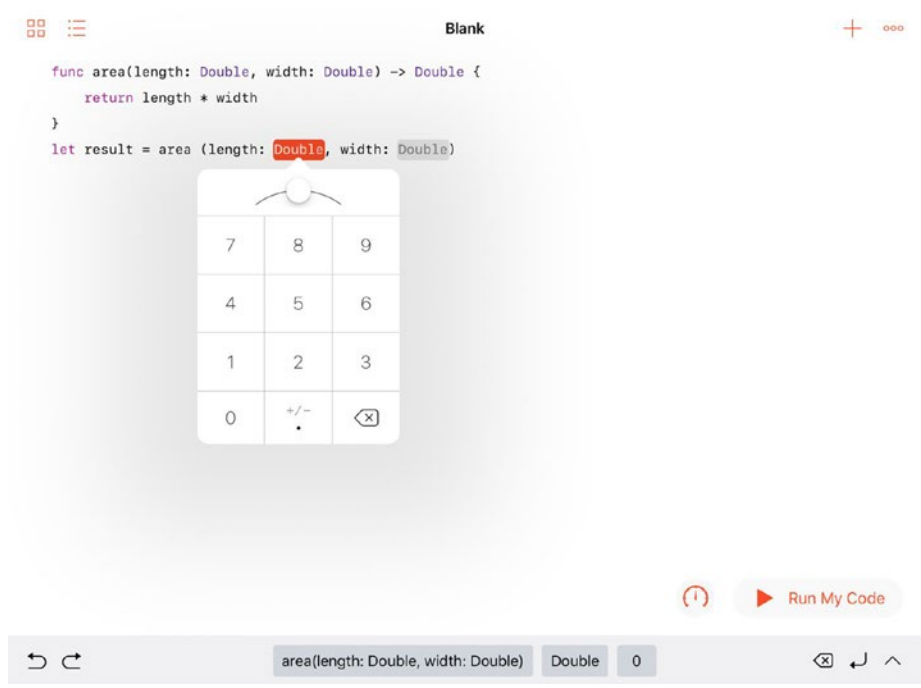 Blank
func area(length: Double, width: Double) -> Double {
return length * width
}
let result = area (length: Double, width: Double)
7 8 9
4 5 6
1 2 3
0 +/- .
Run My Code
area(length: Double, width: Double) Double 0